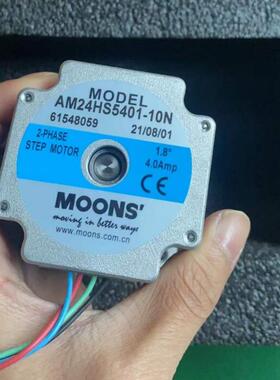 MODEL
AM24HS5401-10N
61548059 21/08/01
2-PHASE 1.8°
STEP MOTOR 4.0Amp
CE
MOONS'
moving in better ways
www.moons.com.cn